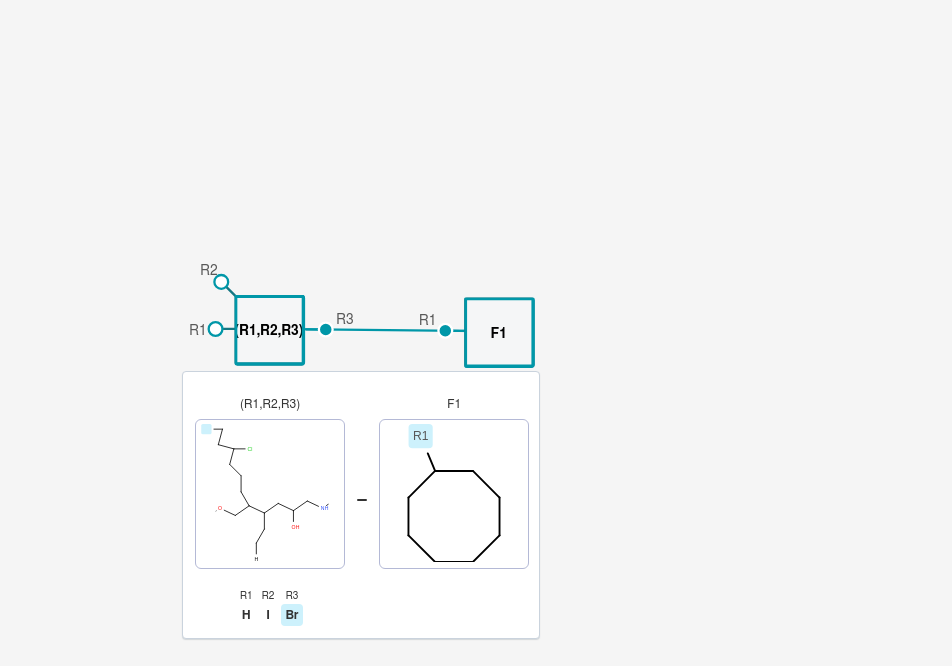 R2
R1
(R1,R2,R3)
R3
R1
F1
(R1,R2,R3)
F1
R1
Cl
O
NH
OH
H
R1 R2 R3
H I Br